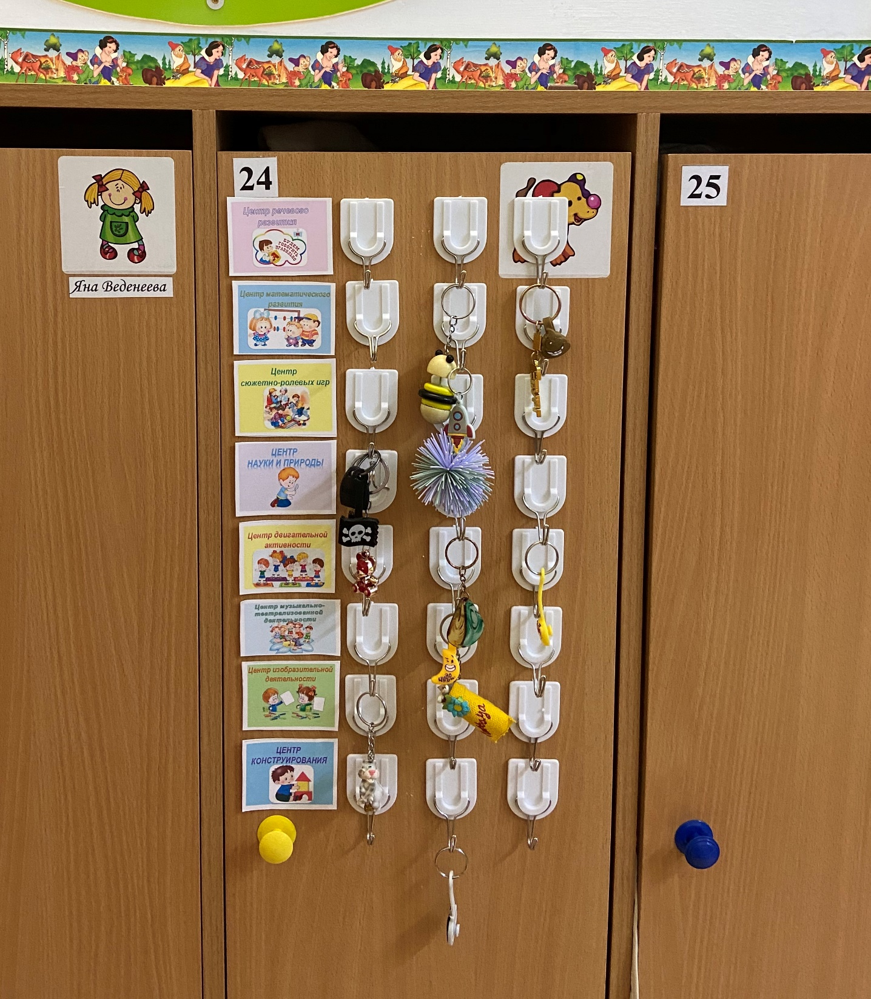 24
25
Яна Веденеева
Центр речевого
развития
БУДЕМ
ГОВОРИТЬ
ПРАВИЛЬНО
Центр математического
развития
Центр
сюжетно-ролевых игр
ЦЕНТР
НАУКИ И ПРИРОДЫ
Центр двигательной
активности
Центр музыкально-
театрализованной
деятельности
Центр изобразительной
деятельности
ЦЕНТР
КОНСТРУИРОВАНИЯ
Чудо